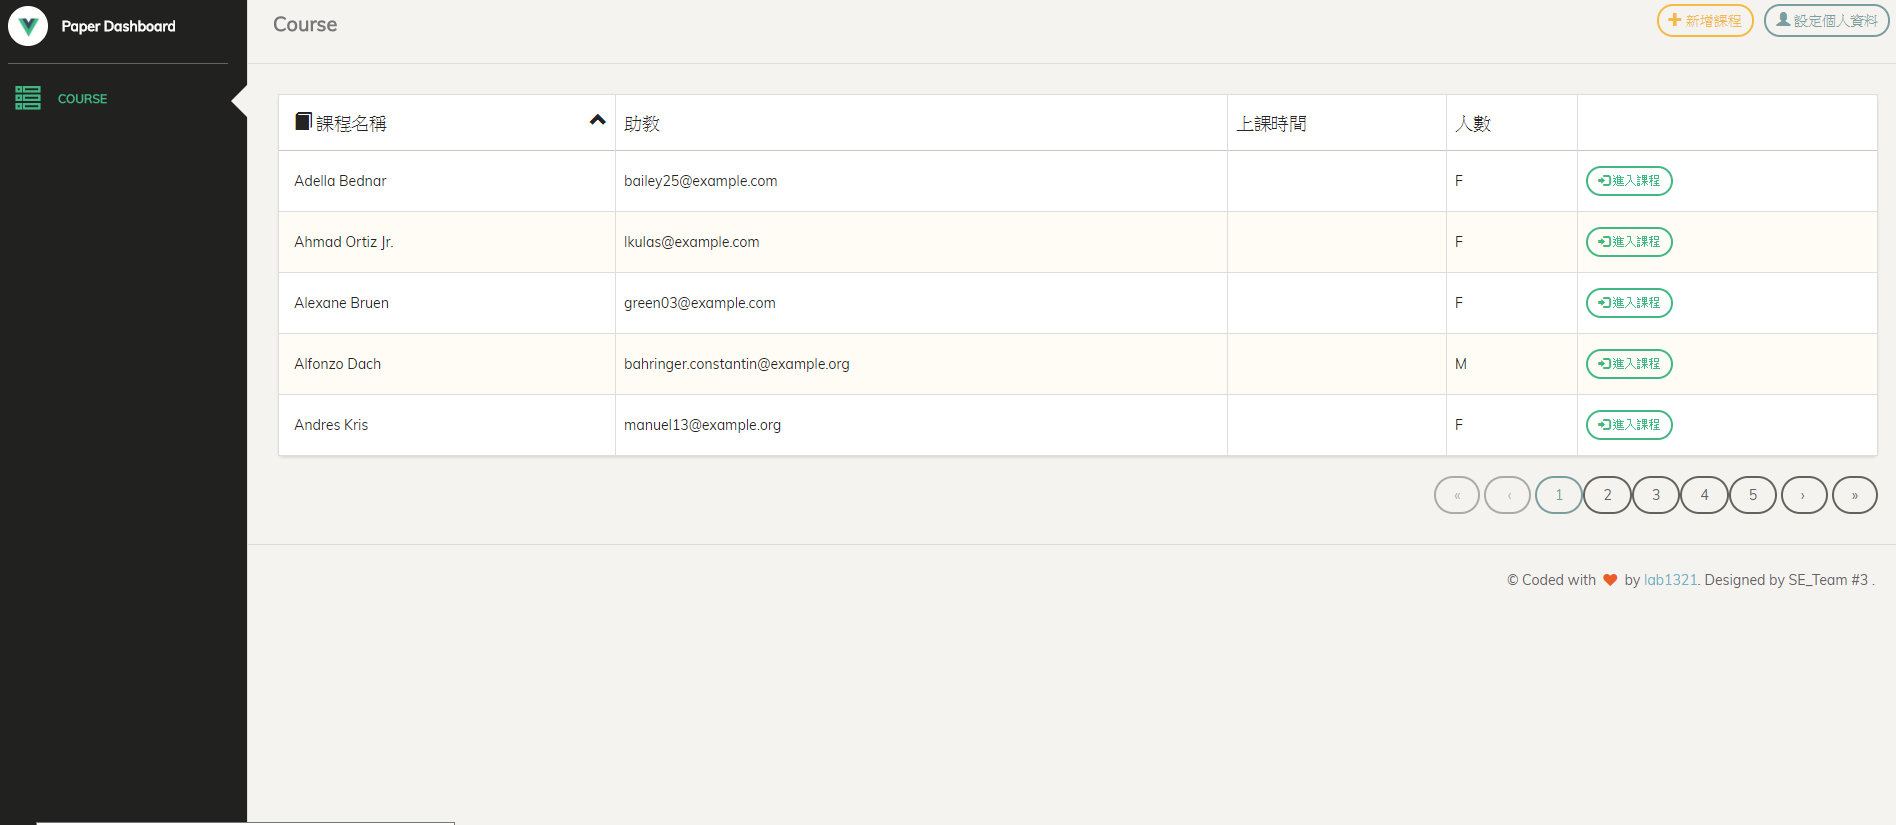 Paper Dashboard
Course
新增課程
設定個人資料
COURSE
課程名稱 助教 上課時間 人數
Adella Bednar bailey25@example.com F 進入課程
Ahmad Ortiz Jr. lkulas@example.com F 進入課程
Alexane Bruen green03@example.com F 進入課程
Alfonzo Dach bahringer.constantin@example.org M 進入課程
Andres Kris manuel13@example.org F 進入課程
« ‹ 1 2 3 4 5 › »
© Coded with ❤ by lab1321. Designed by SE_Team #3 .